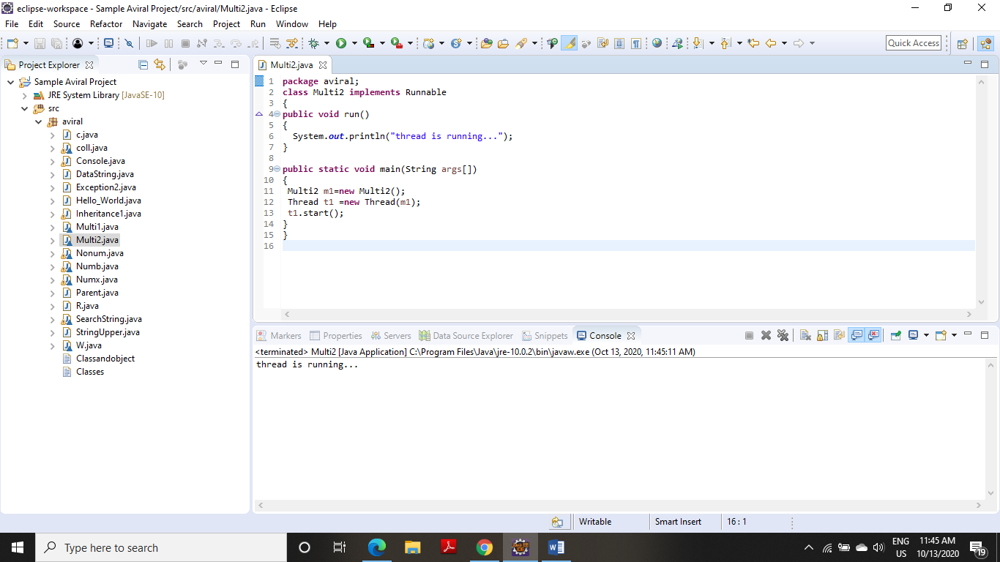 eclipse-workspace - Sample Aviral Project/src/aviral/Multi2.java - Eclipse
File Edit Source Refactor Navigate Search Project Run Window Help
Quick Access
Project Explorer
Sample Aviral Project
JRE System Library [JavaSE-10]
src
aviral
c.java
coll.java
Console.java
DataString.java
Exception2.java
Hello_World.java
Inheritance1.java
Multi1.java
Multi2.java
Nonum.java
Numb.java
Numx.java
Parent.java
R.java
SearchString.java
StringUpper.java
W.java
Classandobject
Classes
Multi2.java
1 package aviral;
2 class Multi2 implements Runnable
3 {
4 public void run()
5 {
6 System.out.println("thread is running...");
7 }
8
9 public static void main(String args[])
10 {
11 Multi2 m1=new Multi2();
12 Thread t1 =new Thread(m1);
13 t1.start();
14 }
15 }
16
Markers Properties Servers Data Source Explorer Snippets Console
<terminated> Multi2 [Java Application] C:\Program Files\Java\jre-10.0.2\bin\javaw.exe (Oct 13, 2020, 11:45:11 AM)
thread is running...
Writable Smart Insert 16 : 1
Type here to search
ENG
US
11:45 AM
10/13/2020
19